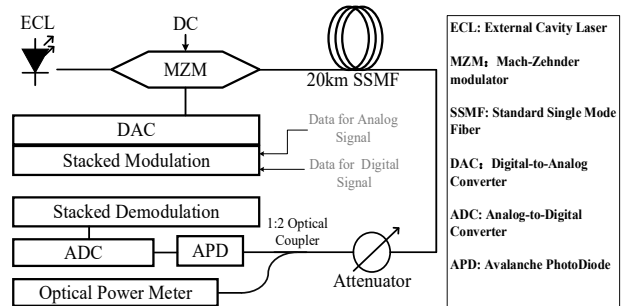 ECL
DC
MZM
20km SSMF
DAC
Stacked Modulation
Data for Analog
Signal
Data for Digital
Signal
Stacked Demodulation
ADC
APD
1:2 Optical
Coupler
Attenuator
Optical Power Meter
ECL: External Cavity Laser
MZM：Mach-Zehnder
modulator
SSMF: Standard Single Mode
Fiber
DAC：Digital-to-Analog
Converter
ADC: Analog-to-Digital
Converter
APD: Avalanche PhotoDiode